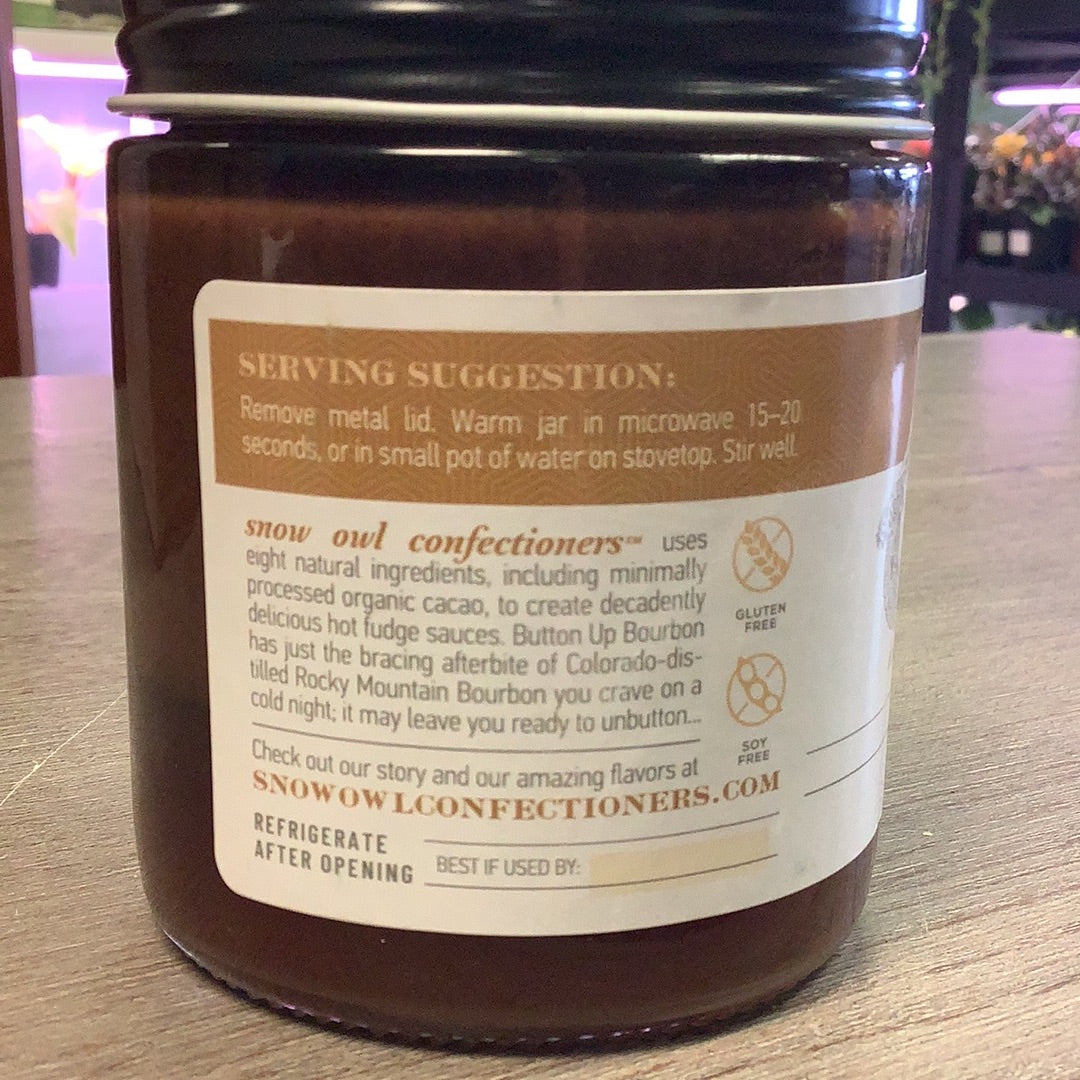 SERVING SUGGESTION:
Remove metal lid. Warm jar in microwave 15–20
seconds, or in small pot of water on stovetop. Stir well.
snow owl confectioners™ uses
eight natural ingredients, including minimally
processed organic cacao, to create decadently
delicious hot fudge sauces. Button Up Bourbon
has just the bracing afterbite of Colorado-dis-
tilled Rocky Mountain Bourbon you crave on a
cold night; it may leave you ready to unbutton...
GLUTEN
FREE
SOY
FREE
Check out our story and our amazing flavors at
SNOWOWLCONFECTIONERS.COM
REFRIGERATE
AFTER OPENING
BEST IF USED BY: